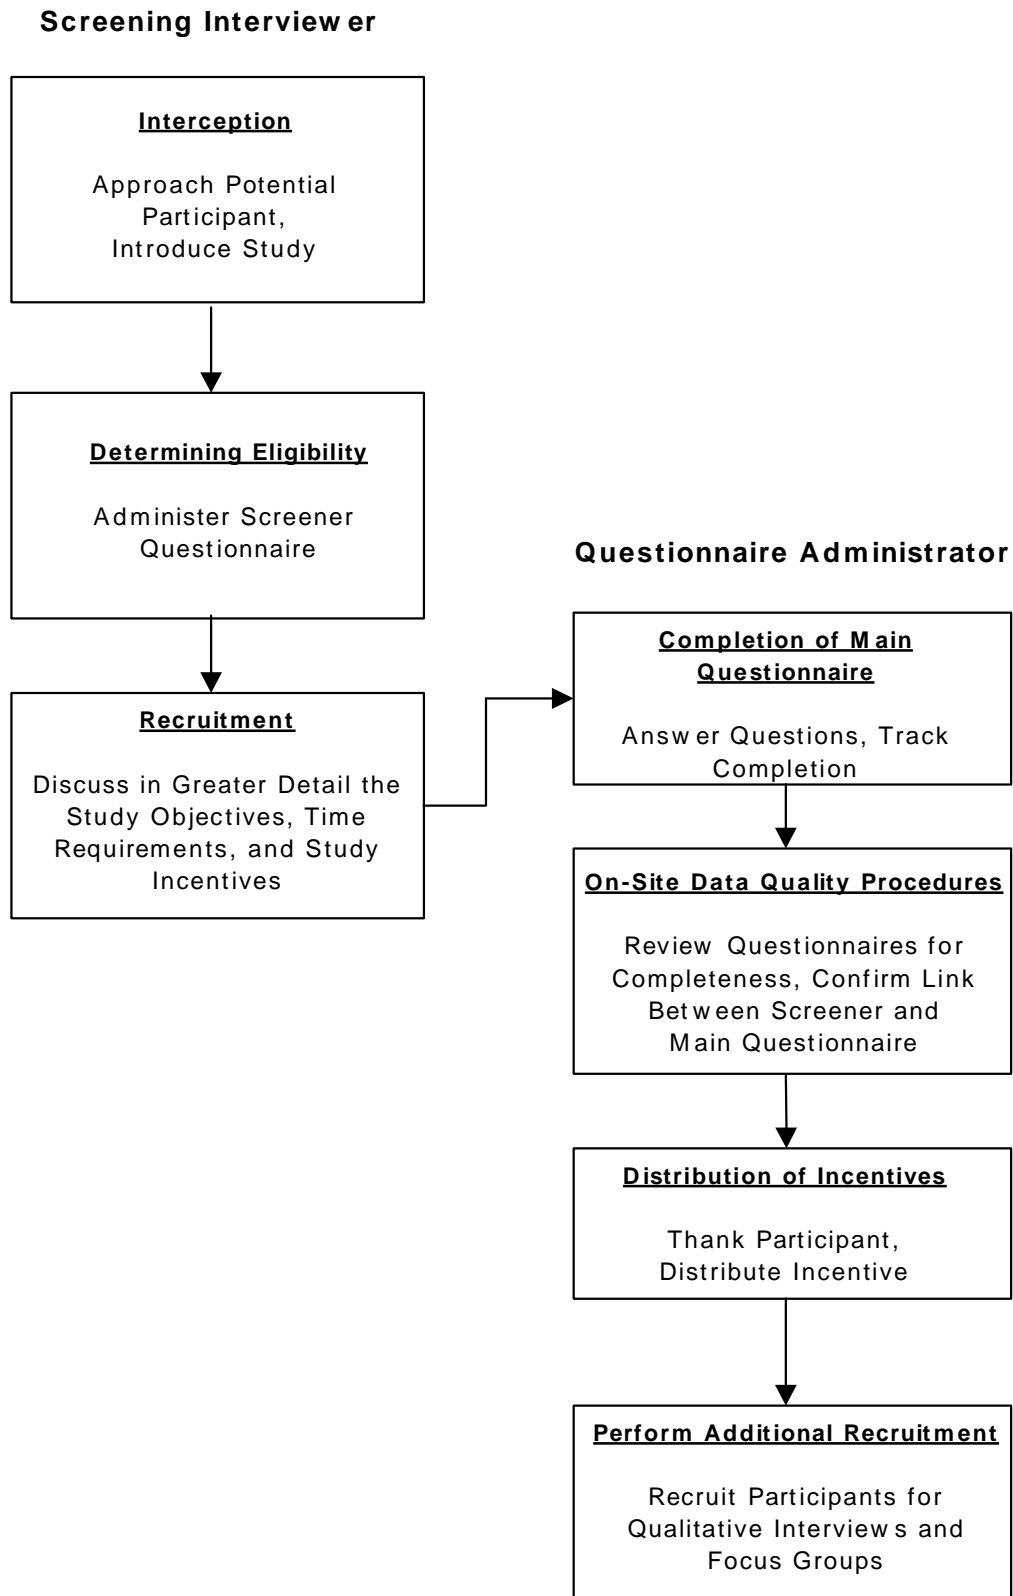 Screening Interviewer
Interception
Approach Potential
Participant,
Introduce Study
Determining Eligibility
Administer Screener
Questionnaire
Recruitment
Discuss in Greater Detail the
Study Objectives, Time
Requirements, and Study
Incentives
Questionnaire Administrator
Completion of Main
Questionnaire
Answer Questions, Track
Completion
On-Site Data Quality Procedures
Review Questionnaires for
Completeness, Confirm Link
Between Screener and
Main Questionnaire
Distribution of Incentives
Thank Participant,
Distribute Incentive
Perform Additional Recruitment
Recruit Participants for
Qualitative Interviews and
Focus Groups